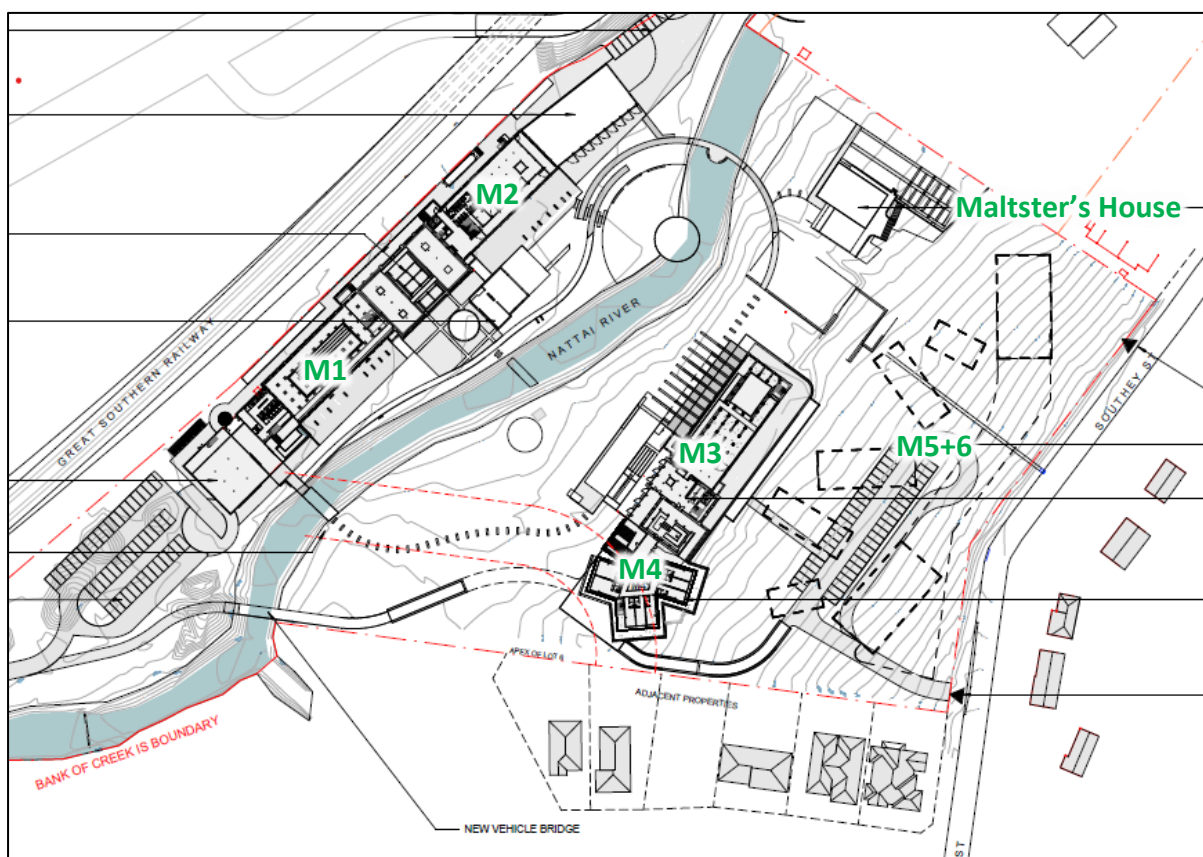 M2
Maltster's House
NATTAI RIVER
GREAT SOUTHERN RAILWAY
M1
SOUTHEY ST
M3
M5+6
M4
APEX OF LOT 6
ADJACENT PROPERTIES
BANK OF CREEK IS BOUNDARY
NEW VEHICLE BRIDGE
ST